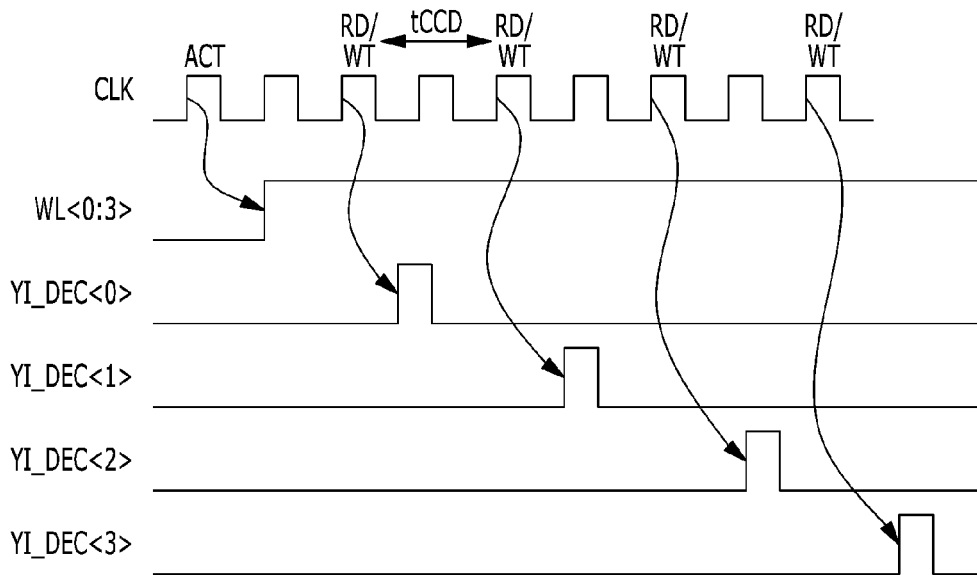 tCCD
RD/
WT
RD/
WT
RD/
WT
RD/
WT
ACT
CLK
WL<0:3>
YI_DEC<0>
YI_DEC<1>
YI_DEC<2>
YI_DEC<3>